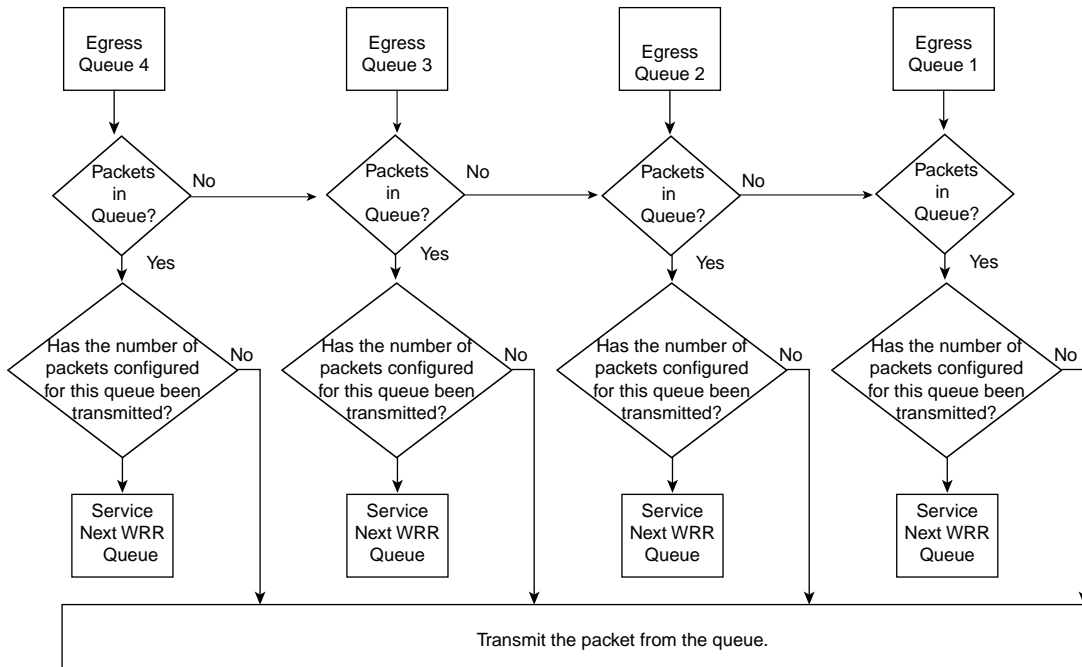 Egress
Queue 4
Egress
Queue 3
Egress
Queue 2
Egress
Queue 1
Packets
in
Queue?
No
Packets
in
Queue?
No
Packets
in
Queue?
No
Packets
in
Queue?
Yes
Yes
Yes
Yes
Has the number of
packets configured
for this queue been
transmitted?
No
Has the number of
packets configured
for this queue been
transmitted?
No
Has the number of
packets configured
for this queue been
transmitted?
No
Has the number of
packets configured
for this queue been
transmitted?
No
Service
Next WRR
Queue
Service
Next WRR
Queue
Service
Next WRR
Queue
Service
Next WRR
Queue
Transmit the packet from the queue.